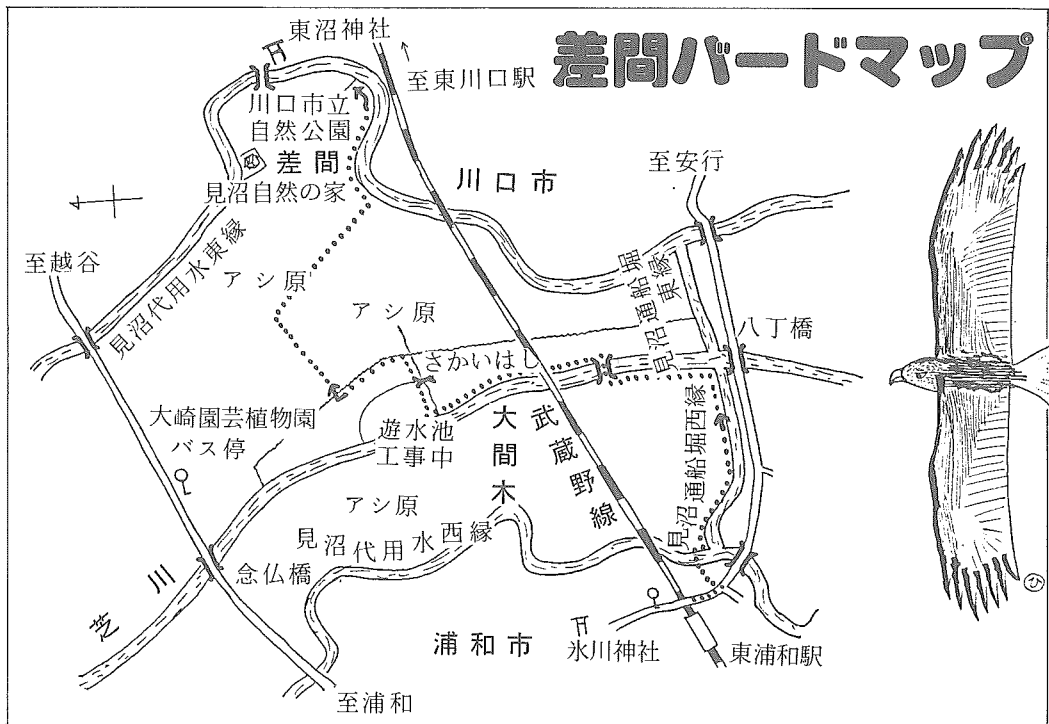 差間バードマップ
東沼神社
至東川口駅
川口市立
自然公園
差間
見沼自然の家
川口市
至安行
至越谷
見沼代用水東縁
アシ原
アシ原
見沼通船堀
東縁
八丁橋
さかいはし
大崎園芸植物園
バス停
遊水池
工事中
大間木
武蔵野線
見沼通船堀西縁
アシ原
見沼代用水西縁
念仏橋
芝川
浦和市
氷川神社
東浦和駅
至浦和
ひ